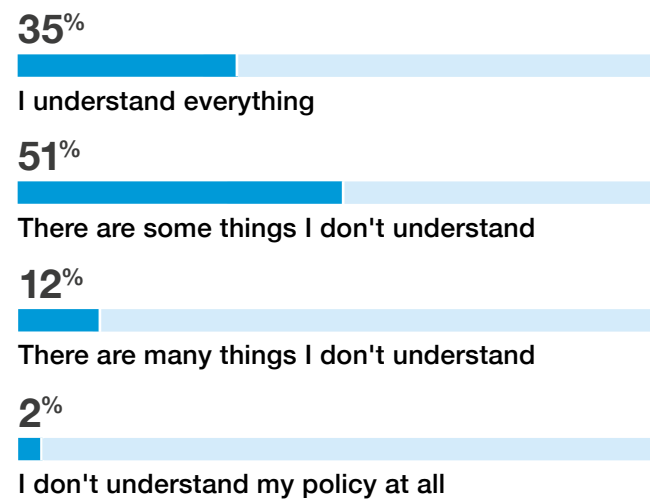 35%
I understand everything
51%
There are some things I don't understand
12%
There are many things I don't understand
2%
I don't understand my policy at all